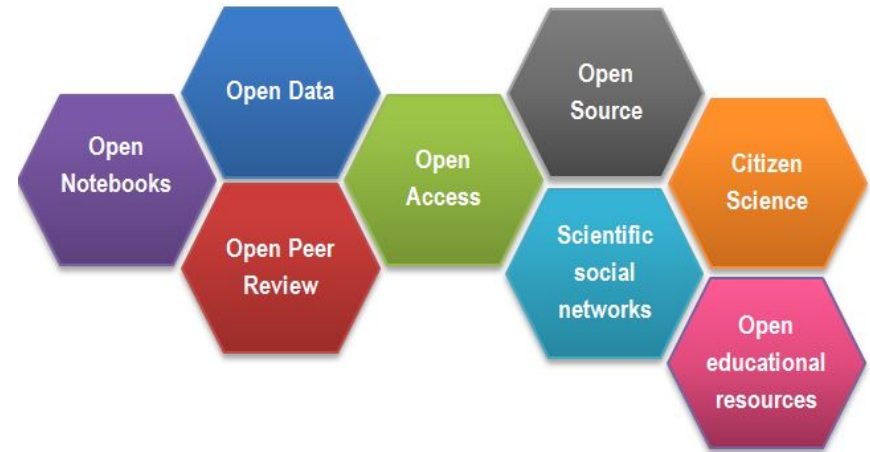 Open
Notebooks
Open Data
Open Peer
Review
Open
Access
Open
Source
Scientific
social
networks
Citizen
Science
Open
educational
resources